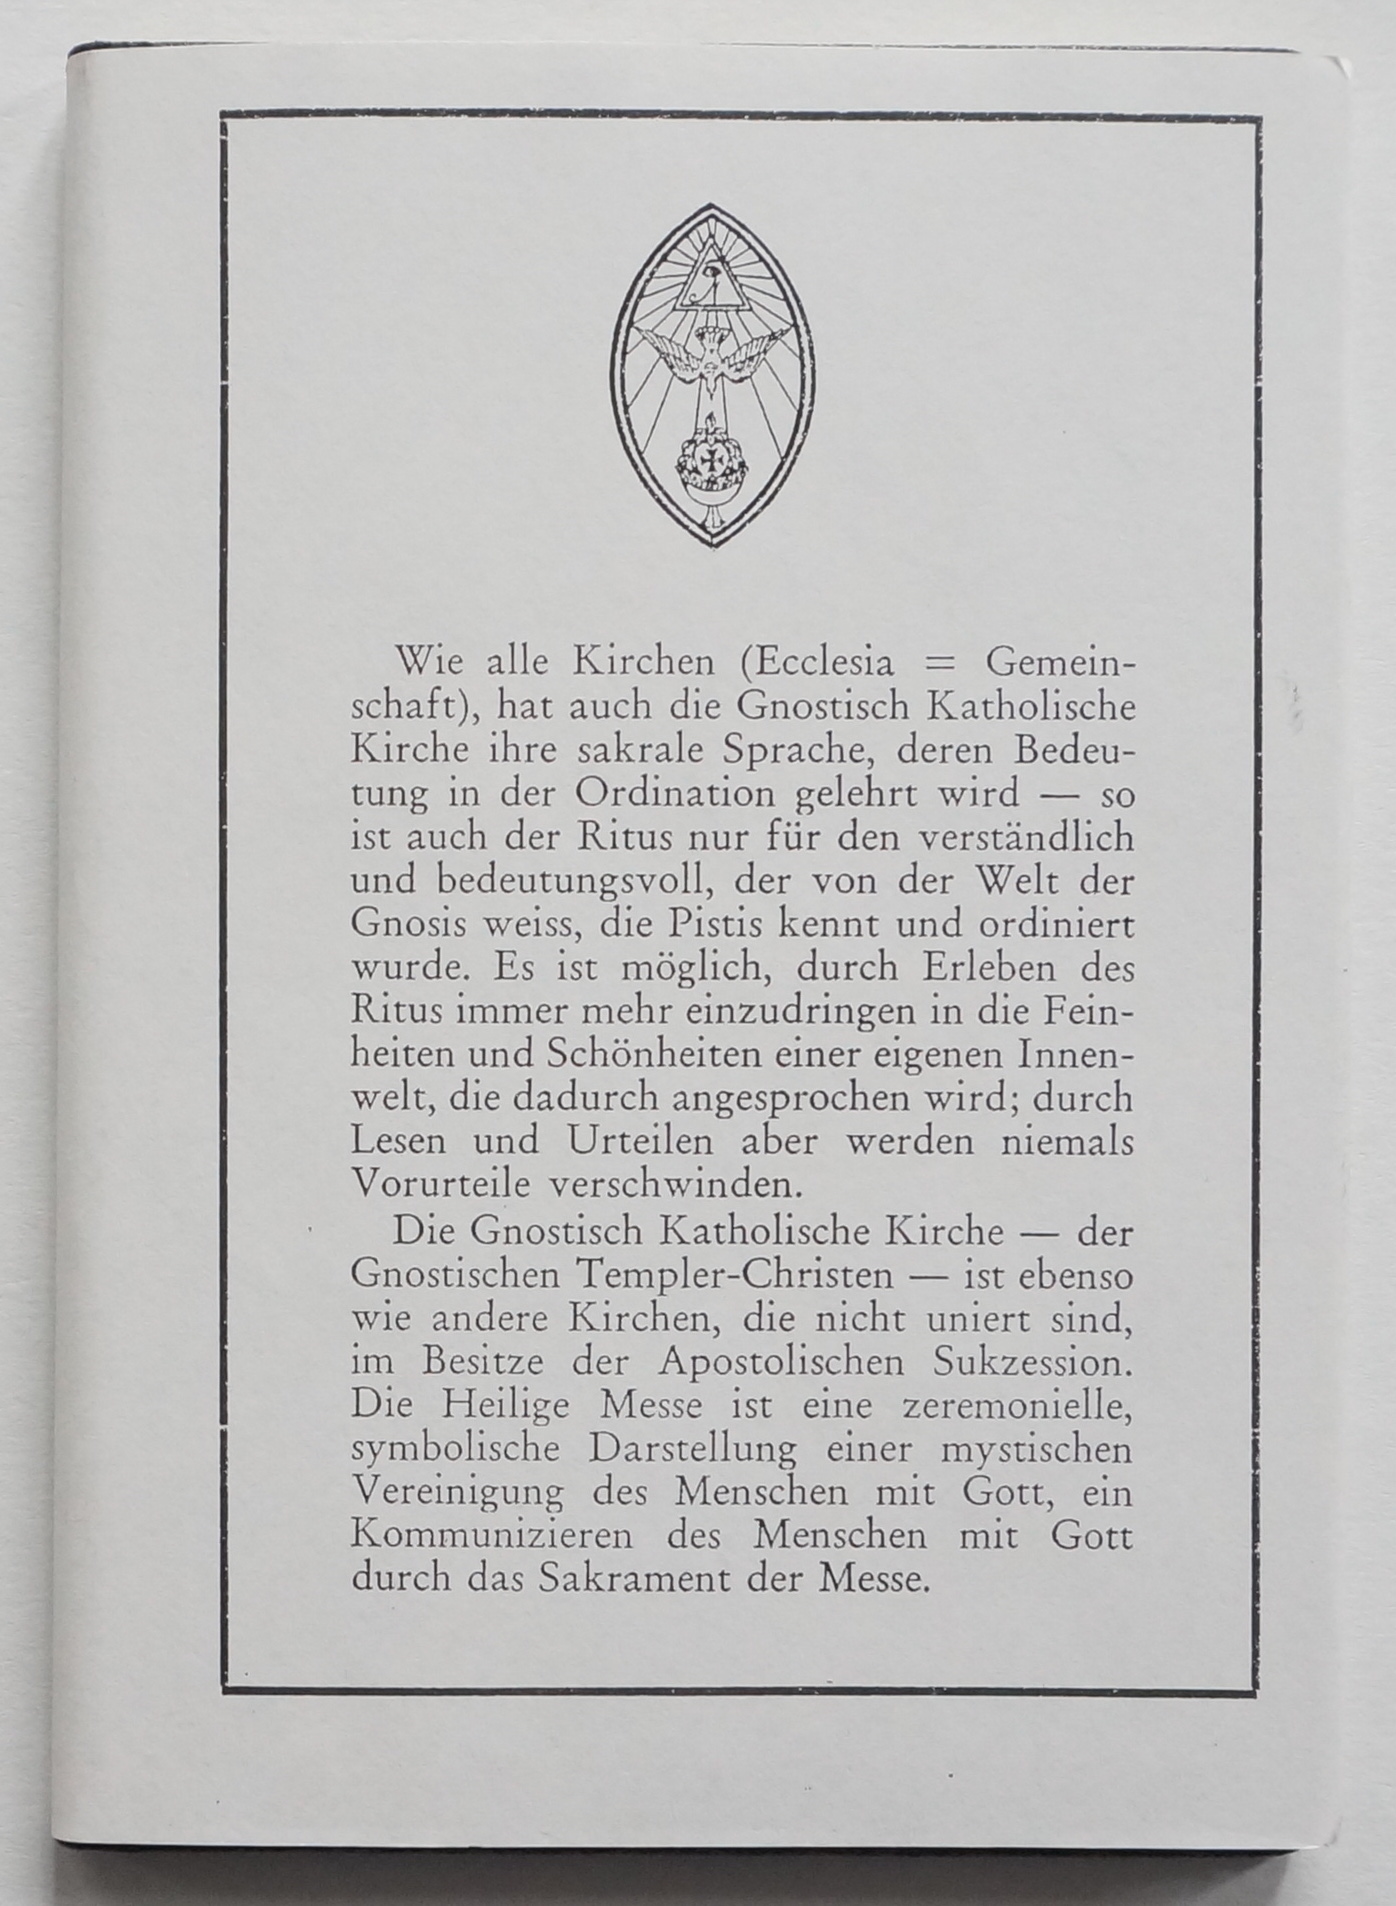 Wie alle Kirchen (Ecclesia = Gemein-
schaft), hat auch die Gnostisch Katholische
Kirche ihre sakrale Sprache, deren Bedeu-
tung in der Ordination gelehrt wird — so
ist auch der Ritus nur für den verständlich
und bedeutungsvoll, der von der Welt der
Gnosis weiss, die Pistis kennt und ordiniert
wurde. Es ist möglich, durch Erleben des
Ritus immer mehr einzudringen in die Fein-
heiten und Schönheiten einer eigenen Innen-
welt, die dadurch angesprochen wird; durch
Lesen und Urteilen aber werden niemals
Vorurteile verschwinden.
Die Gnostisch Katholische Kirche — der
Gnostischen Templer-Christen — ist ebenso
wie andere Kirchen, die nicht uniert sind,
im Besitze der Apostolischen Sukzession.
Die Heilige Messe ist eine zeremonielle,
symbolische Darstellung einer mystischen
Vereinigung des Menschen mit Gott, ein
Kommunizieren des Menschen mit Gott
durch das Sakrament der Messe.